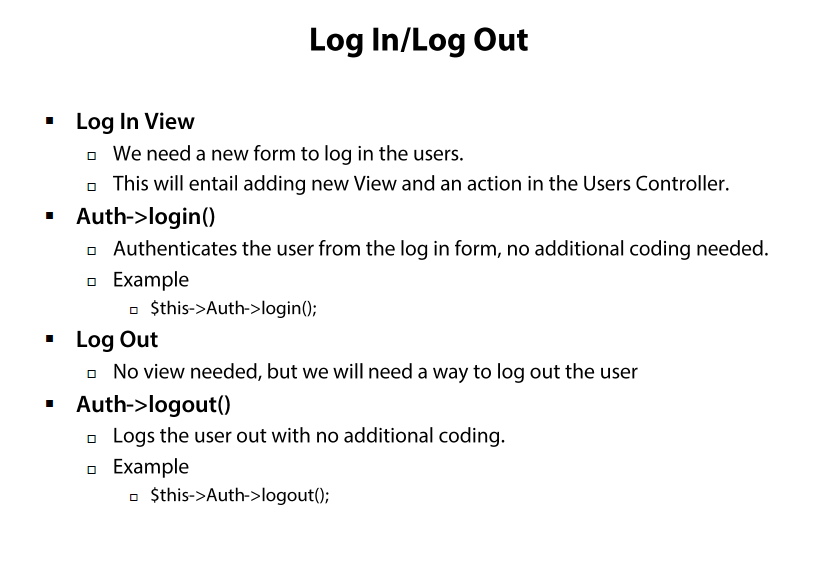 Log In/Log Out
Log In View
We need a new form to log in the users.
This will entail adding new View and an action in the Users Controller.
Auth->login()
Authenticates the user from the log in form, no additional coding needed.
Example
$this->Auth->login();
Log Out
No view needed, but we will need a way to log out the user
Auth->logout()
Logs the user out with no additional coding.
Example
$this->Auth->logout();